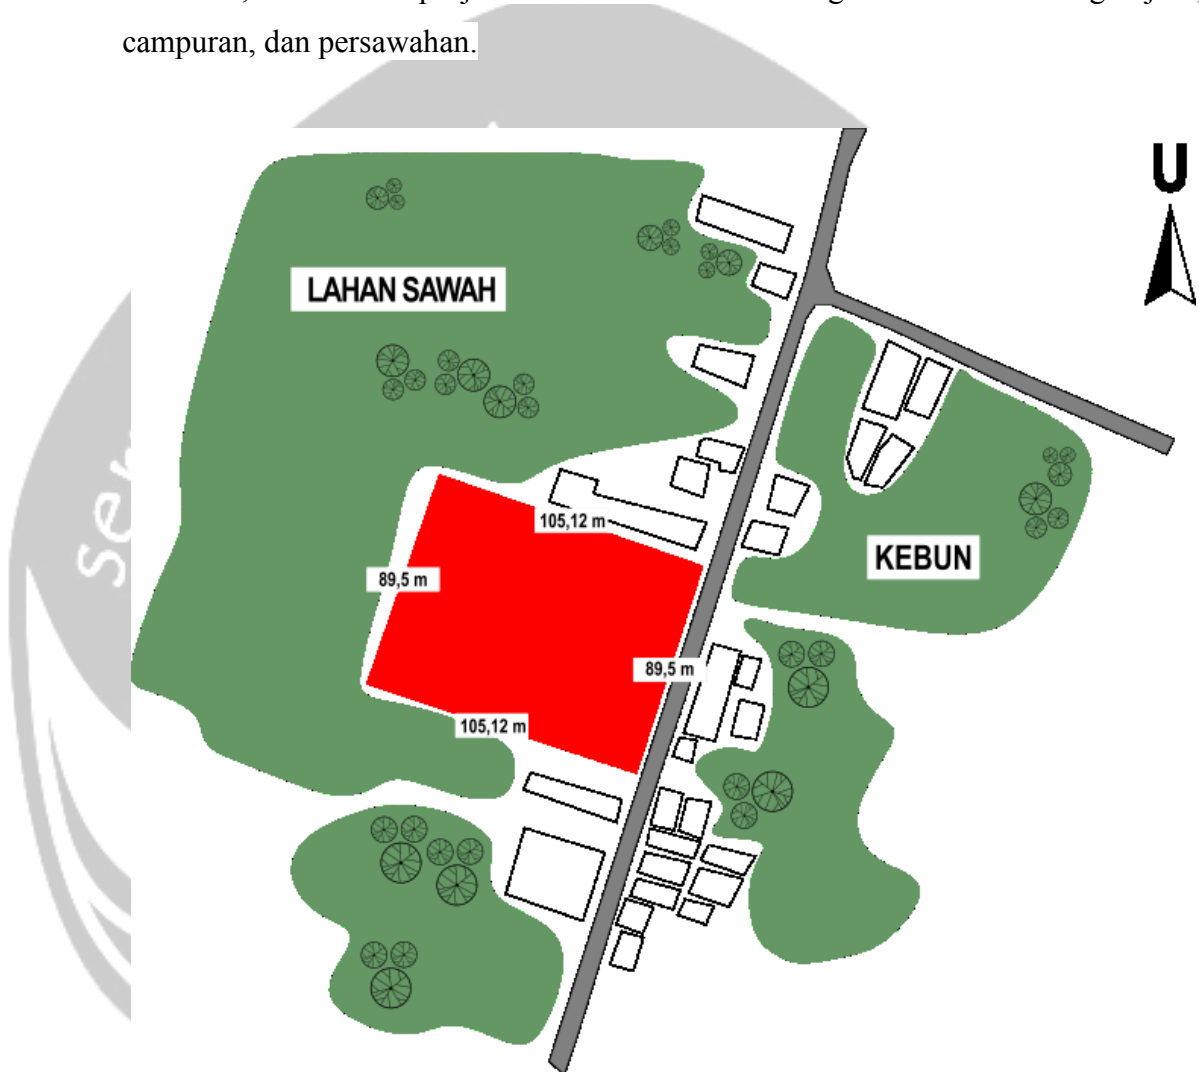 campuran, dan persawahan.
U
LAHAN SAWAH
105,12 m
KEBUN
89,5 m
89,5 m
105,12 m